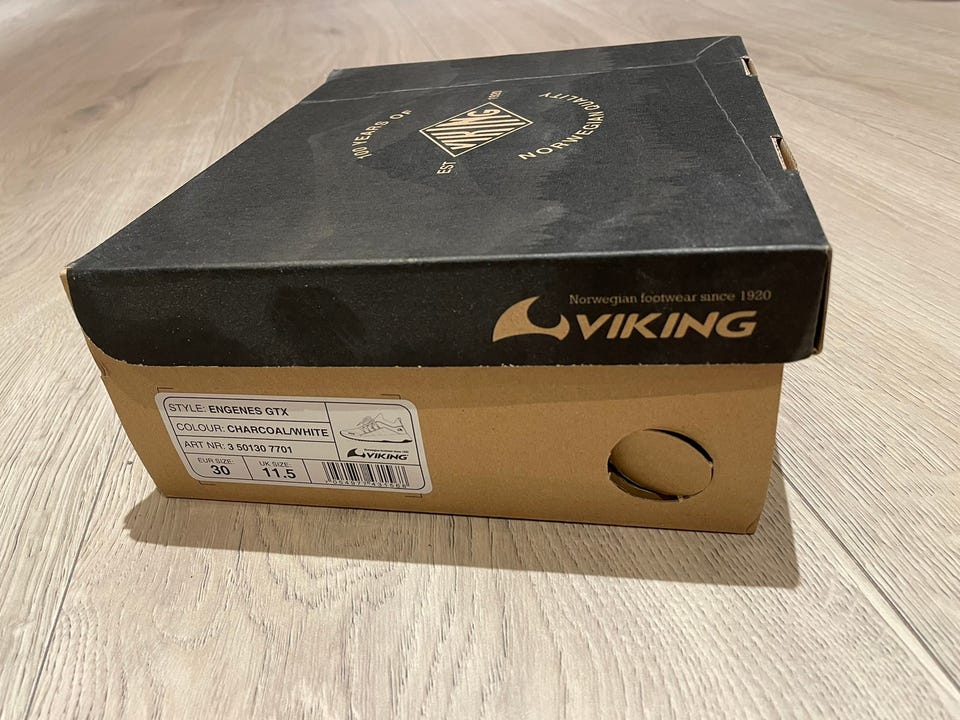 100 YEARS OF
VIKING
EST 1920
NORWEGIAN QUALITY
Norwegian footwear since 1920
VIKING
STYLE: ENGENES GTX
COLOUR: CHARCOAL/WHITE
ART NR: 3 50130 7701
EUR SIZE:
30
UK SIZE:
11.5
VIKING